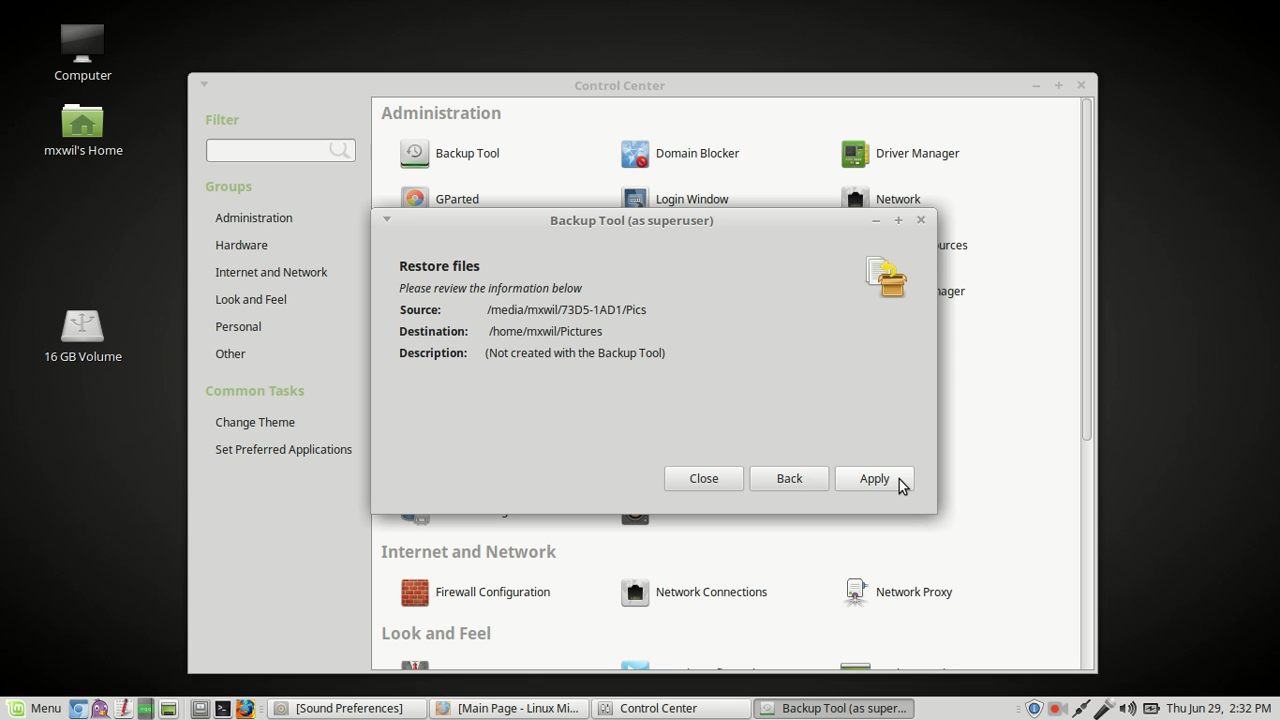 Computer
mxwil's Home
16 GB Volume
Control Center
Filter
Groups
Administration
Hardware
Internet and Network
Look and Feel
Personal
Other
Common Tasks
Change Theme
Set Preferred Applications
Administration
Backup Tool
Domain Blocker
Driver Manager
GParted
Login Window
Network
Backup Tool (as superuser)
Restore files
Please review the information below
Source: /media/mxwil/73D5-1AD1/Pics
Destination: /home/mxwil/Pictures
Description: (Not created with the Backup Tool)
Close Back Apply
Internet and Network
Firewall Configuration
Network Connections
Network Proxy
Look and Feel
Menu
[Sound Preferences]
[Main Page - Linux Mi...
Control Center
Backup Tool (as super...
Thu Jun 29, 2:32 PM